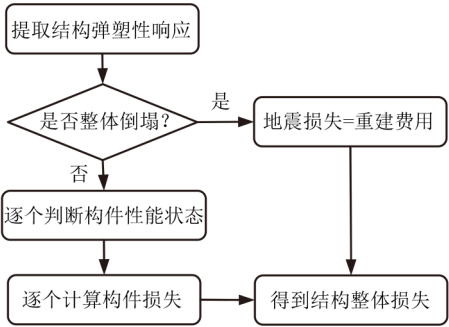 提取结构弹塑性响应
是否整体倒塌？
是
地震损失=重建费用
否
逐个判断构件性能状态
逐个计算构件损失
得到结构整体损失